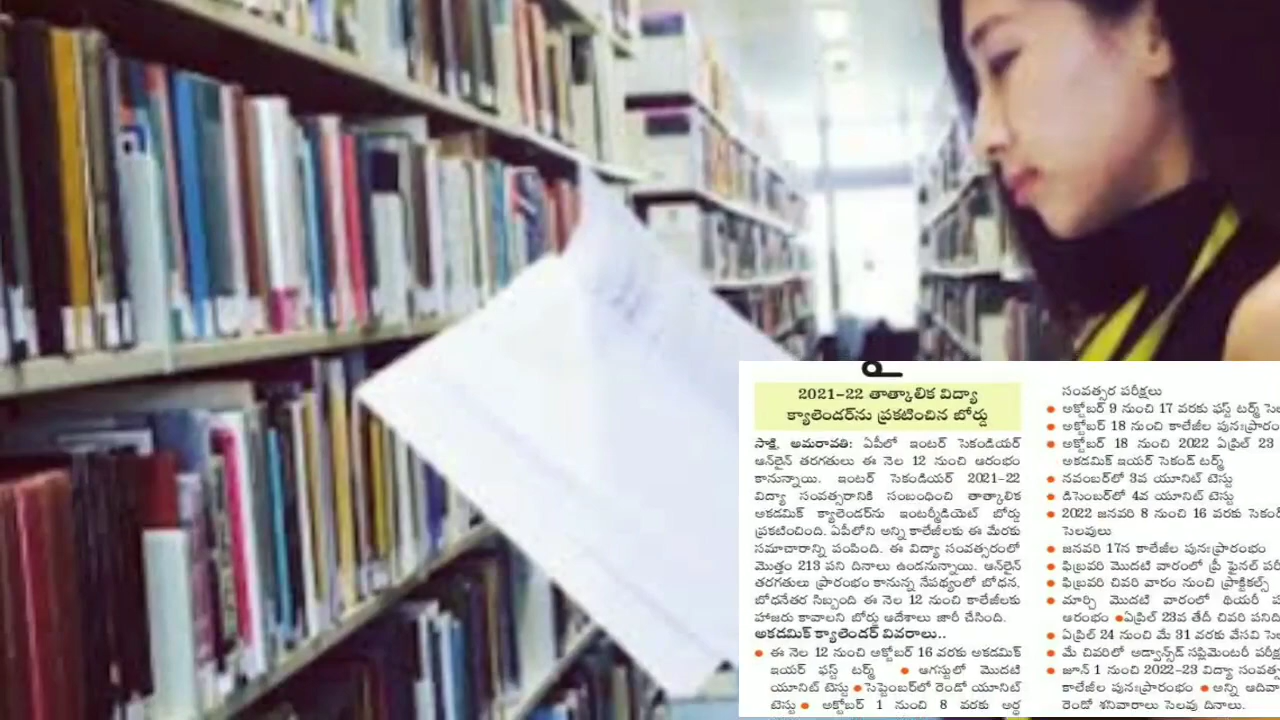 2021-22 తాత్కాలిక విద్యా
క్యాలెండర్‌ను ప్రకటించిన బోర్డు
సాక్షి, అమరావతి: ఏపీలో ఇంటర్ సెకండియర్
ఆన్‌లైన్ తరగతులు ఈ నెల 12 నుంచి ఆరంభం
కానున్నాయి. ఇంటర్ సెకండియర్ 2021-22
విద్యా సంవత్సరానికి సంబంధించి తాత్కాలిక
అకడమిక్ క్యాలెండర్‌ను ఇంటర్మీడియెట్ బోర్డు
ప్రకటించింది. ఏపీలోని అన్ని కాలేజీలకు ఈ మేరకు
సమాచారాన్ని పంపింది. ఈ విద్యా సంవత్సరంలో
మొత్తం 213 పని దినాలు ఉండనున్నాయి. ఆన్‌లైన్
తరగతులు ప్రారంభం కానున్న నేపథ్యంలో బోధన,
బోధనేతర సిబ్బంది ఈ నెల 12 నుంచి కాలేజీలకు
హాజరు కావాలని బోర్డు ఆదేశాలు జారీ చేసింది.
అకడమిక్ క్యాలెండర్ వివరాలు..
● ఈ నెల 12 నుంచి అక్టోబర్ 16 వరకు అకడమిక్
ఇయర్ ఫస్ట్ టర్మ్ ● ఆగస్టులో మొదటి
యూనిట్ టెస్టు ● సెప్టెంబర్‌లో రెండో యూనిట్
టెస్టు ● అక్టోబర్ 1 నుంచి 8 వరకు అర్ధ
సంవత్సర పరీక్షలు
● అక్టోబర్ 9 నుంచి 17 వరకు ఫస్ట్ టర్మ్
● అక్టోబర్ 18 నుంచి కాలేజీల
● అక్టోబర్ 18 నుంచి 2022 ఏప్రిల్ 23
అకడమిక్ ఇయర్ సెకండ్ టర్మ్
● నవంబర్‌లో 3వ యూనిట్ టెస్టు
● డిసెంబర్‌లో 4వ యూనిట్ టెస్టు
● 2022 జనవరి 8 నుంచి 16 వరకు
సెలవులు
● జనవరి 17న కాలేజీల పునఃప్రారంభం
● ఫిబ్రవరి మొదటి వారంలో ప్రీ ఫైనల్
● ఫిబ్రవరి చివరి వారం నుంచి ప్రాక్టికల్స్
● మార్చి మొదటి వారంలో థియరీ
ఆరంభం ● ఏప్రిల్ 23వ తేదీ చివరి
● ఏప్రిల్ 24 నుంచి మే 31 వరకు వేసవి
● మే చివరిలో అడ్వాన్స్‌డ్ సప్లిమెంటరీ
● జూన్ 1 నుంచి 2022-23 విద్యా
కాలేజీల పునఃప్రారంభం ● అన్ని
రెండో శనివారాలు సెలవు దినాలు.